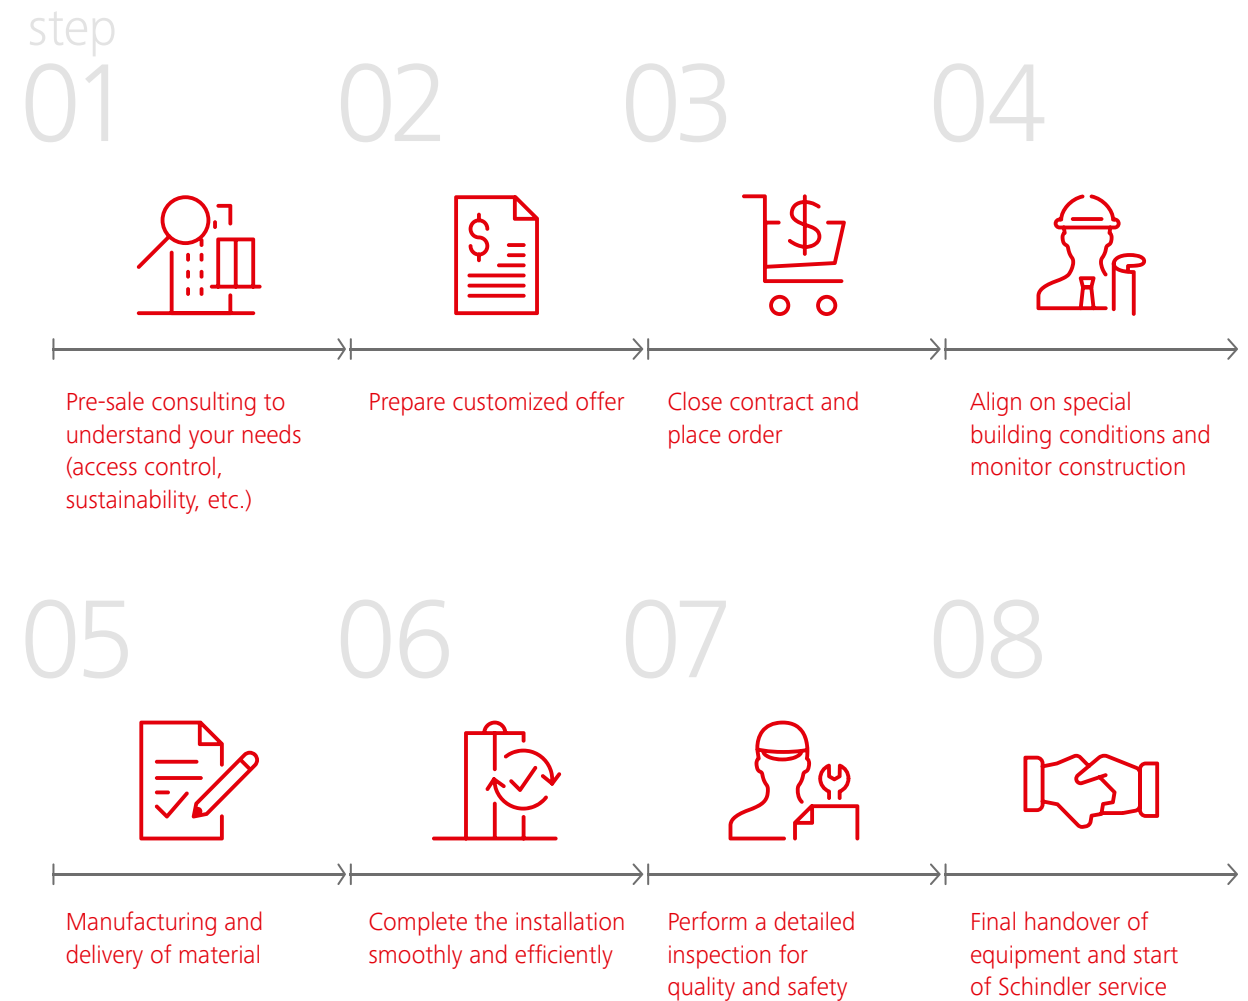 step
01
02
03
04
Pre-sale consulting to
understand your needs
(access control,
sustainability, etc.)
Prepare customized offer
Close contract and
place order
Align on special
building conditions and
monitor construction
05
06
07
08
Manufacturing and
delivery of material
Complete the installation
smoothly and efficiently
Perform a detailed
inspection for
quality and safety
Final handover of
equipment and start
of Schindler service